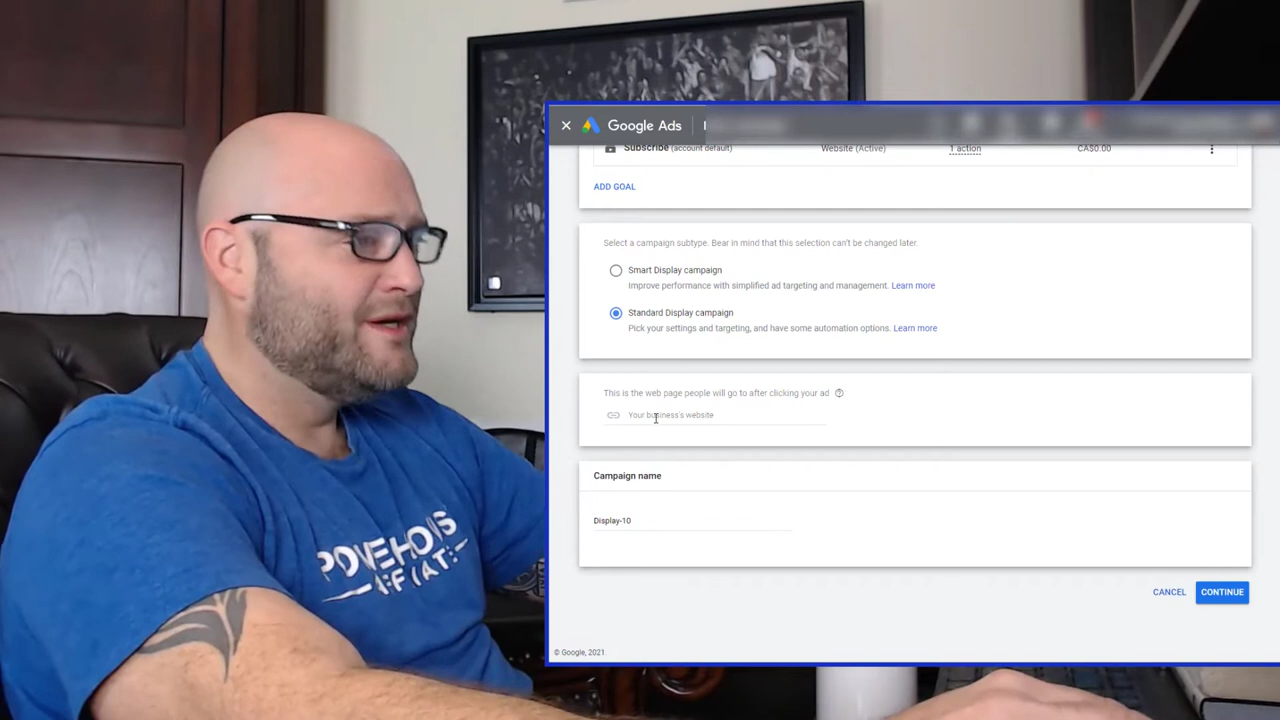 Google Ads
Subscribe (account default) Website (Active) 1 action CA$0.00
ADD GOAL
Select a campaign subtype. Bear in mind that this selection can't be changed later.
Smart Display campaign
Improve performance with simplified ad targeting and management. Learn more
Standard Display campaign
Pick your settings and targeting, and have some automation options. Learn more
This is the web page people will go to after clicking your ad
Your business's website
Campaign name
Display-10
CANCEL CONTINUE
© Google, 2021.